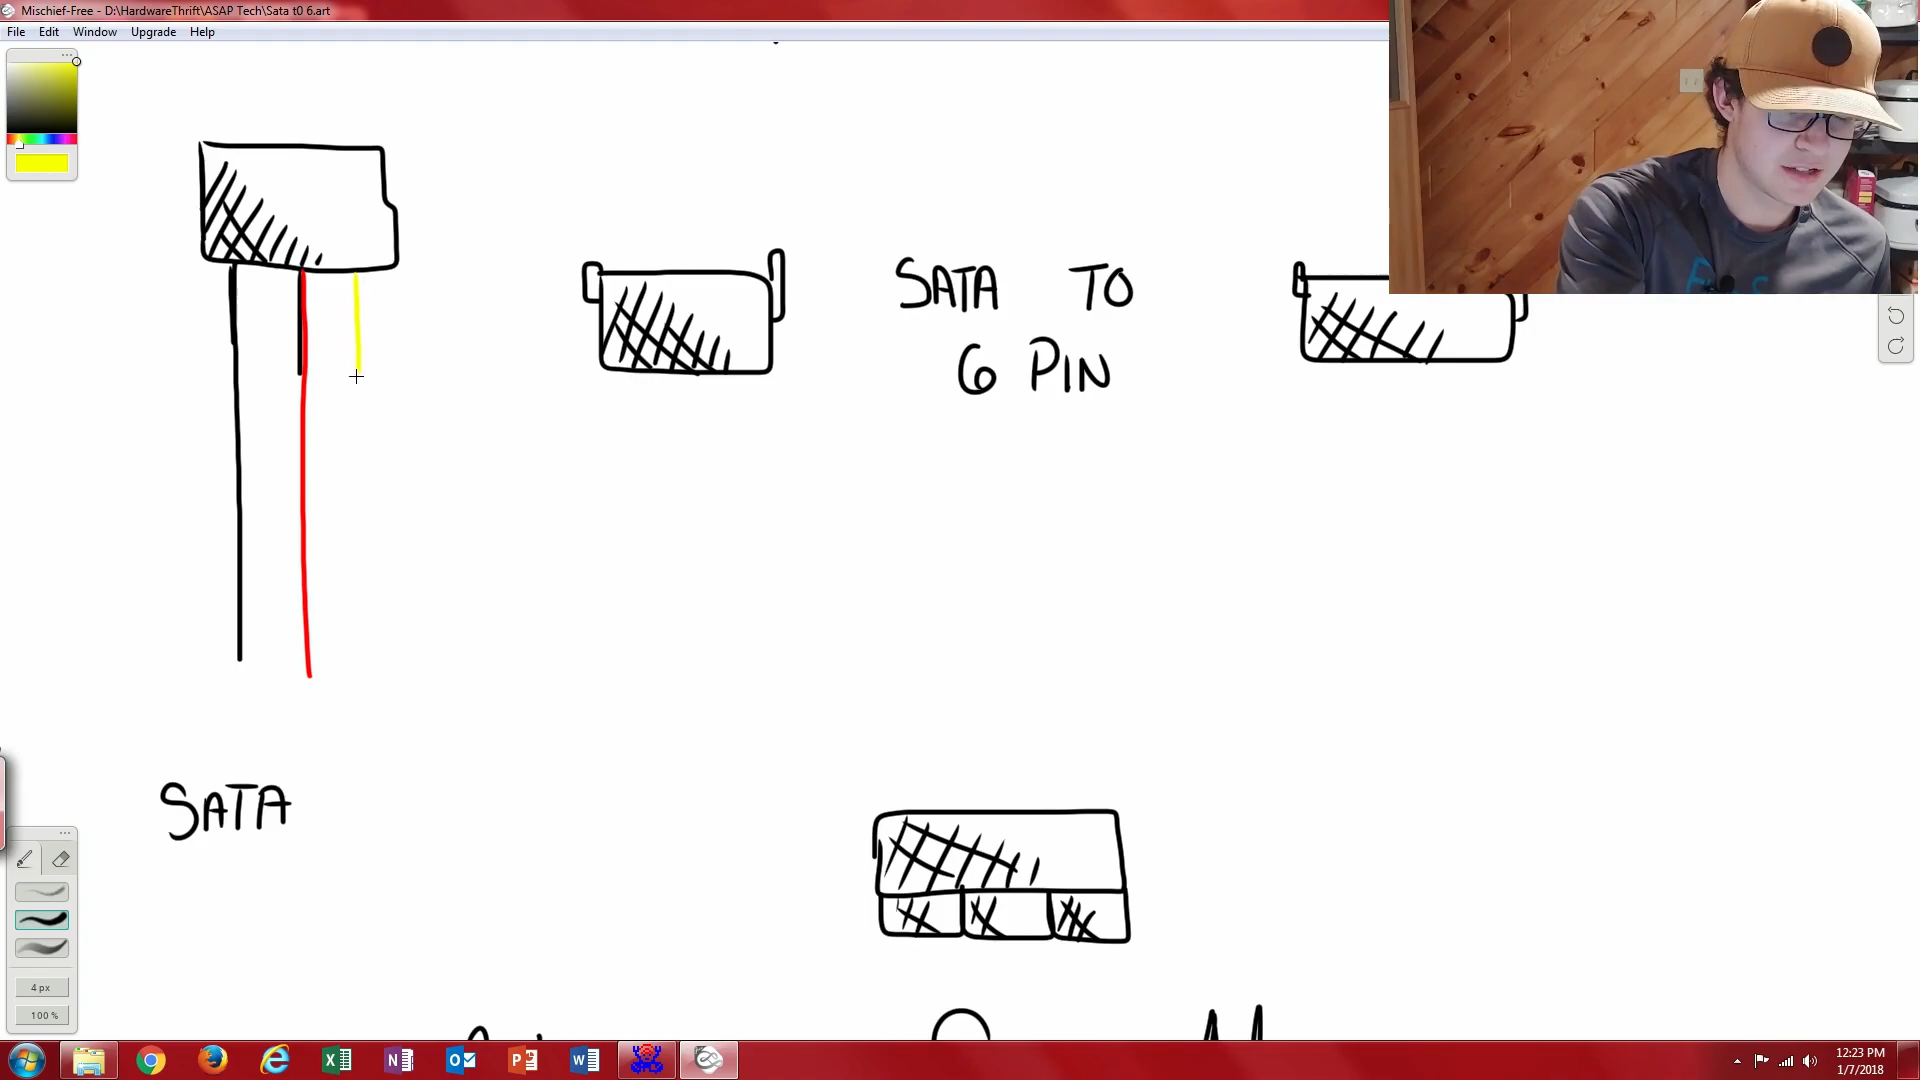 Mischief-Free - D:\HardwareThrift\ASAP Tech\Sata t0 6.art
File Edit Window Upgrade Help
SATA TO
6 PIN
SATA
4 px
100 %
12:23 PM
1/7/2018